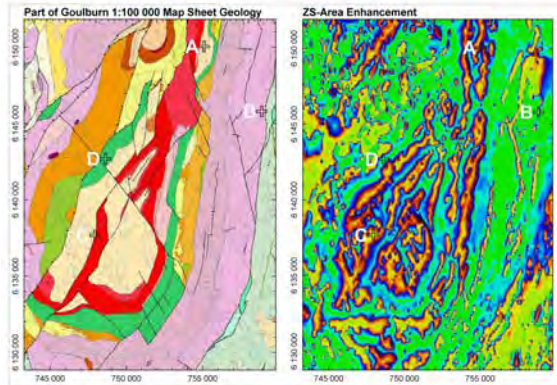 Part of Goulburn 1:100 000 Map Sheet Geology
ZS-Area Enhancement
6 150 000
6 145 000
6 140 000
6 135 000
6 130 000
A
D
C
745 000
750 000
755 000
6 150 000
6 145 000
6 140 000
6 135 000
6 130 000
A
B
D
C
745 000
750 000
755 000